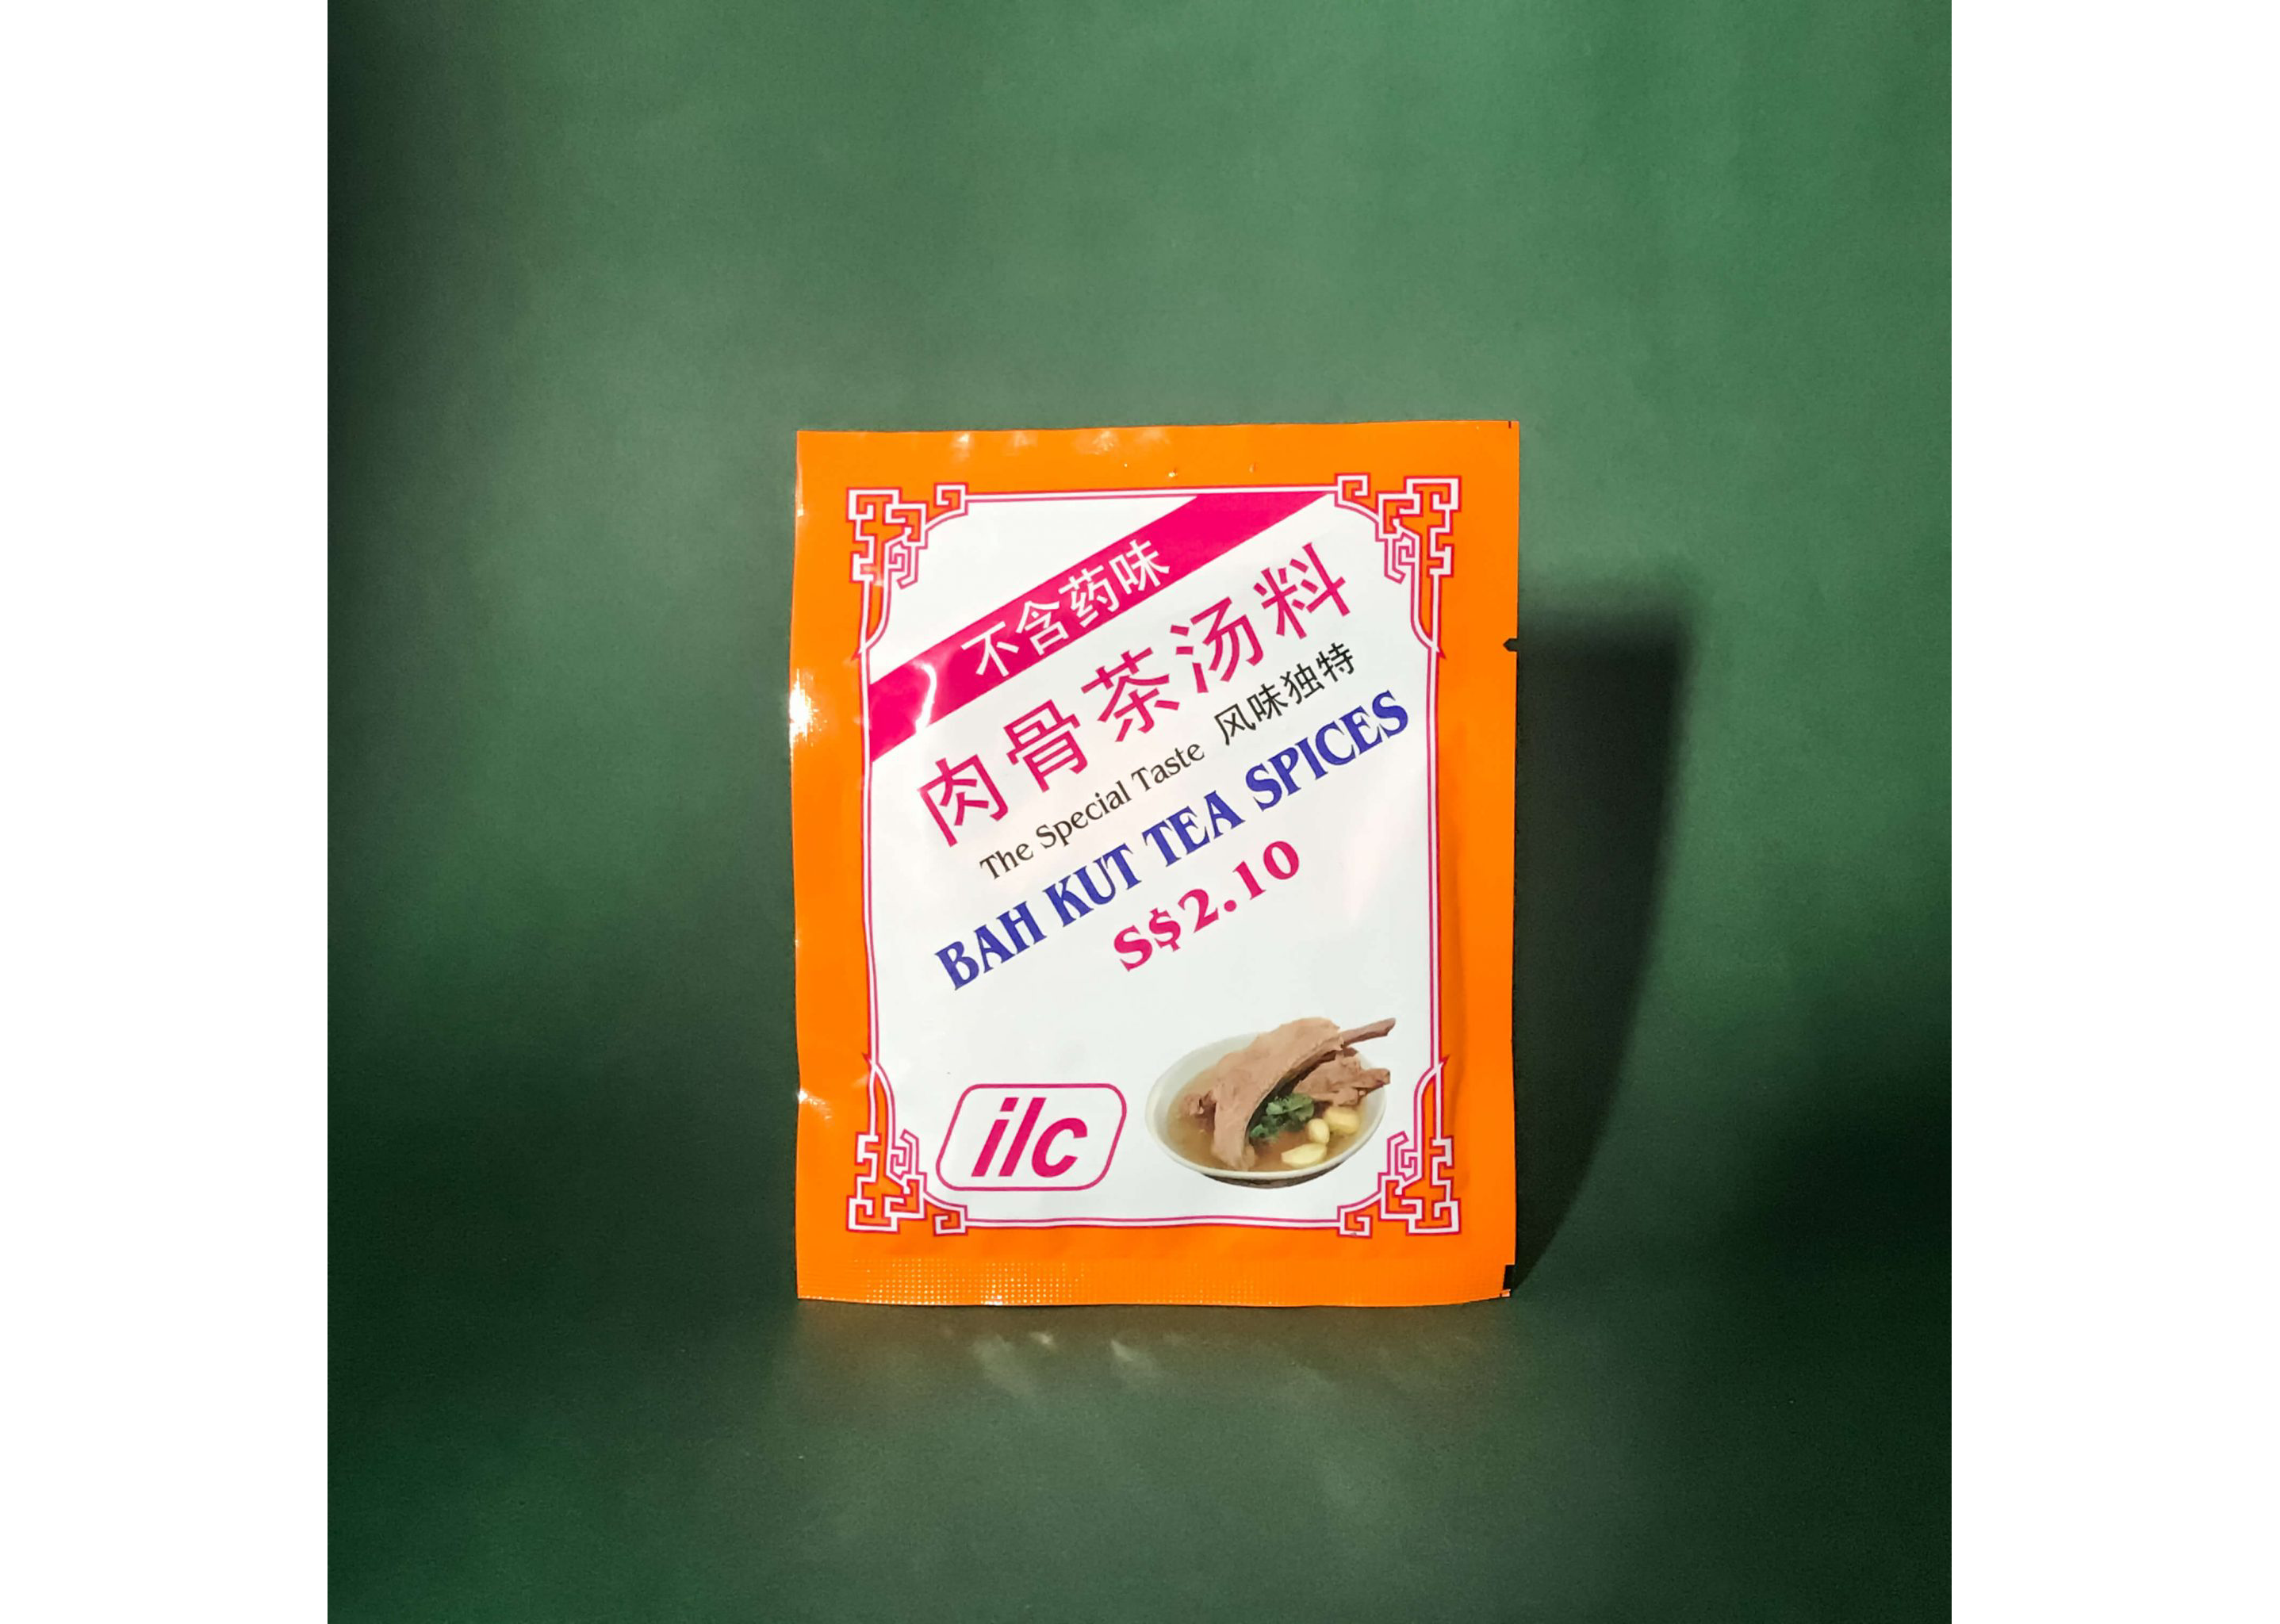 不含药味
肉骨茶汤料
The Special Taste 风味独特
BAH KUT TEA SPICES
S$2.10
ilc